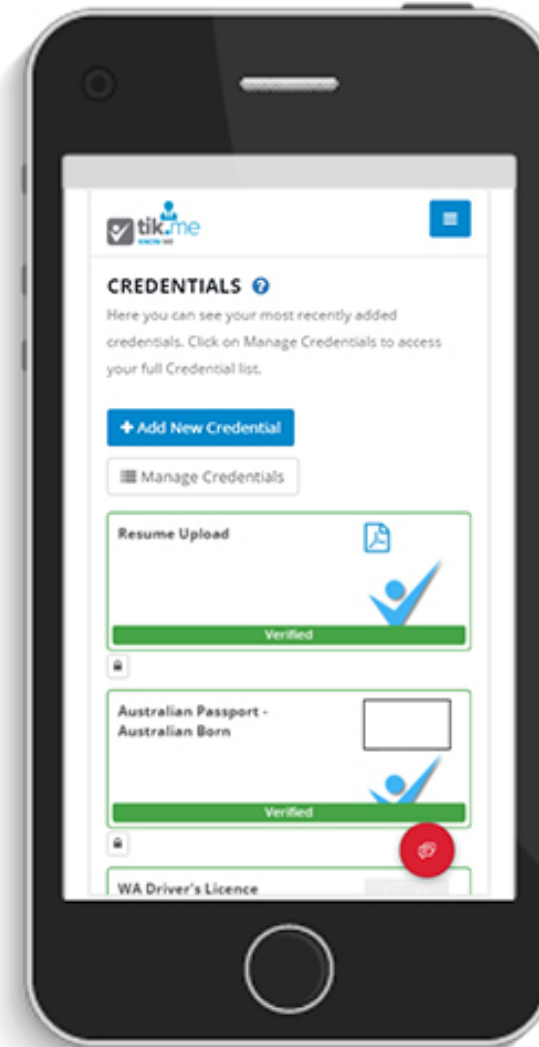 tik.me
KNOW ME
CREDENTIALS
Here you can see your most recently added
credentials. Click on Manage Credentials to access
your full Credential list.
+ Add New Credential
Manage Credentials
Resume Upload
Verified
Australian Passport -
Australian Born
Verified
WA Driver's Licence